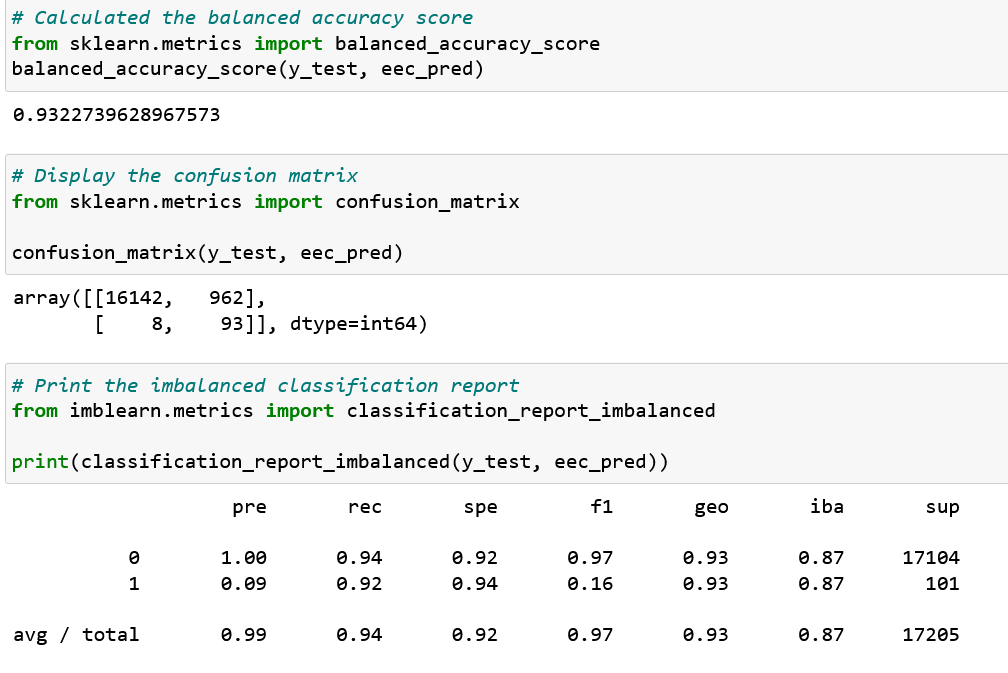 # Calculated the balanced accuracy score
from sklearn.metrics import balanced_accuracy_score
balanced_accuracy_score(y_test, eec_pred)
0.9322739628967573
# Display the confusion matrix
from sklearn.metrics import confusion_matrix
confusion_matrix(y_test, eec_pred)
array([[16142,   962],
       [    8,    93]], dtype=int64)
# Print the imbalanced classification report
from imblearn.metrics import classification_report_imbalanced
print(classification_report_imbalanced(y_test, eec_pred))
                   pre       rec       spe        f1       geo       iba       sup
          0       1.00      0.94      0.92      0.97      0.93      0.87     17104
          1       0.09      0.92      0.94      0.16      0.93      0.87       101
avg / total       0.99      0.94      0.92      0.97      0.93      0.87     17205